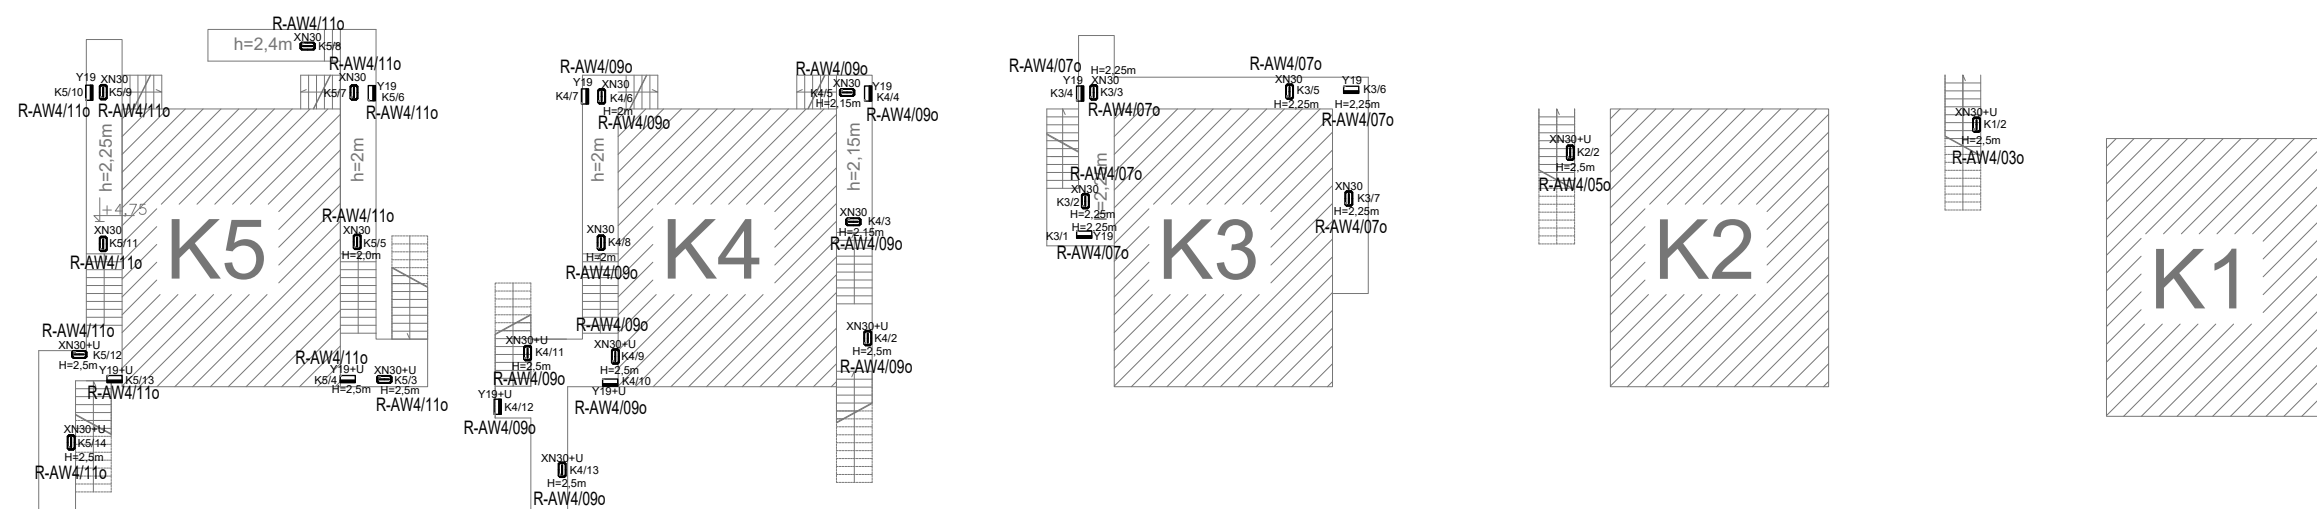 R-AW4/11o
XN30
K5/8
h=2,4m
R-AW4/11o
Y19
XN30
K5/10
K5/9
R-AW4/11o
R-AW4/11o
XN30
Y19
K5/7
K5/6
R-AW4/11o
h=2,25m
h=2m
+4,75
XN30
K5/11
R-AW4/11o
R-AW4/11o
XN30
K5/5
H=2,0m
K5
R-AW4/11o
XN30+U
K5/12
H=2,5m
Y19+U
K5/13
R-AW4/11o
R-AW4/11o
Y19+U
K5/4
H=2,5m
XN30+U
K5/3
H=2,5m
R-AW4/11o
XN30+U
K5/14
H=2,5m
R-AW4/11o
R-AW4/09o
Y19
XN30
K4/7
K4/6
H=2m
R-AW4/09o
R-AW4/09o
XN30
Y19
K4/5
K4/4
H=2,15m
R-AW4/09o
h=2m
h=2,15m
XN30
K4/3
H=2,15m
R-AW4/09o
XN30
K4/8
H=2m
R-AW4/09o
K4
R-AW4/09o
XN30+U
K4/11
H=2,5m
R-AW4/09o
XN30+U
K4/9
H=2,5m
K4/10
Y19+U
R-AW4/09o
XN30+U
K4/2
H=2,5m
R-AW4/09o
Y19+U
K4/12
R-AW4/09o
XN30+U
K4/13
H=2,5m
R-AW4/09o
R-AW4/07o
H=2,25m
Y19
XN30
K3/4
K3/3
R-AW4/07o
R-AW4/07o
XN30
K3/5
H=2,25m
Y19
K3/6
H=2,25m
R-AW4/07o
R-AW4/07o
XN30
K3/2
H=2,25m
H=2,25m
K3/1
Y19
R-AW4/07o
XN30
K3/7
H=2,25m
R-AW4/07o
K3
XN30+U
K2/2
H=2,5m
R-AW4/05o
K2
XN30+U
K1/2
H=2,5m
R-AW4/03o
K1